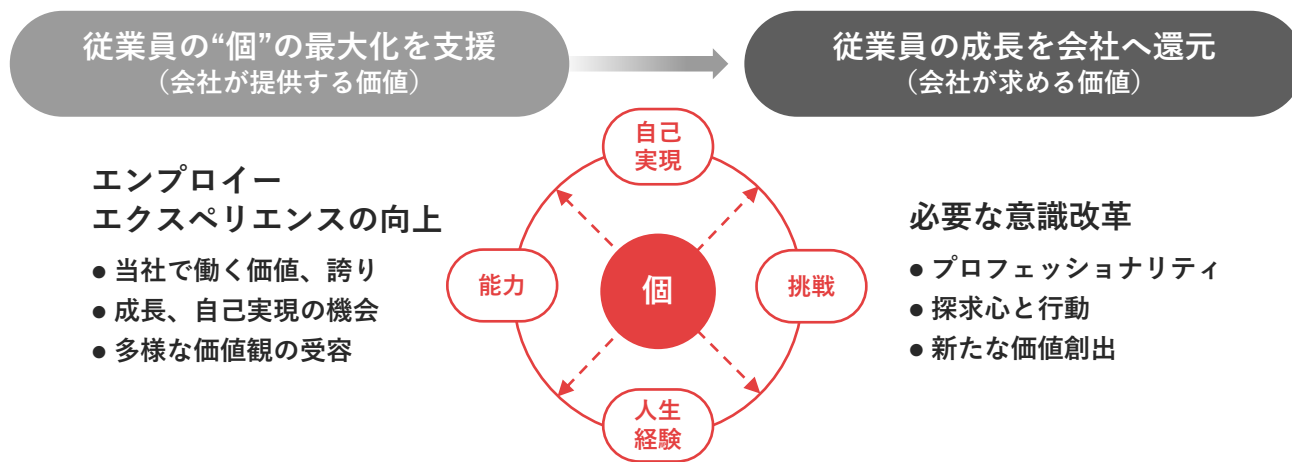 従業員の“個”の最大化を支援
（会社が提供する価値）
従業員の成長を会社へ還元
（会社が求める価値）
エンプロイー
エクスペリエンスの向上
● 当社で働く価値、誇り
● 成長、自己実現の機会
● 多様な価値観の受容
自己
実現
能力
個
挑戦
人生
経験
必要な意識改革
● プロフェッショナリティ
● 探求心と行動
● 新たな価値創出